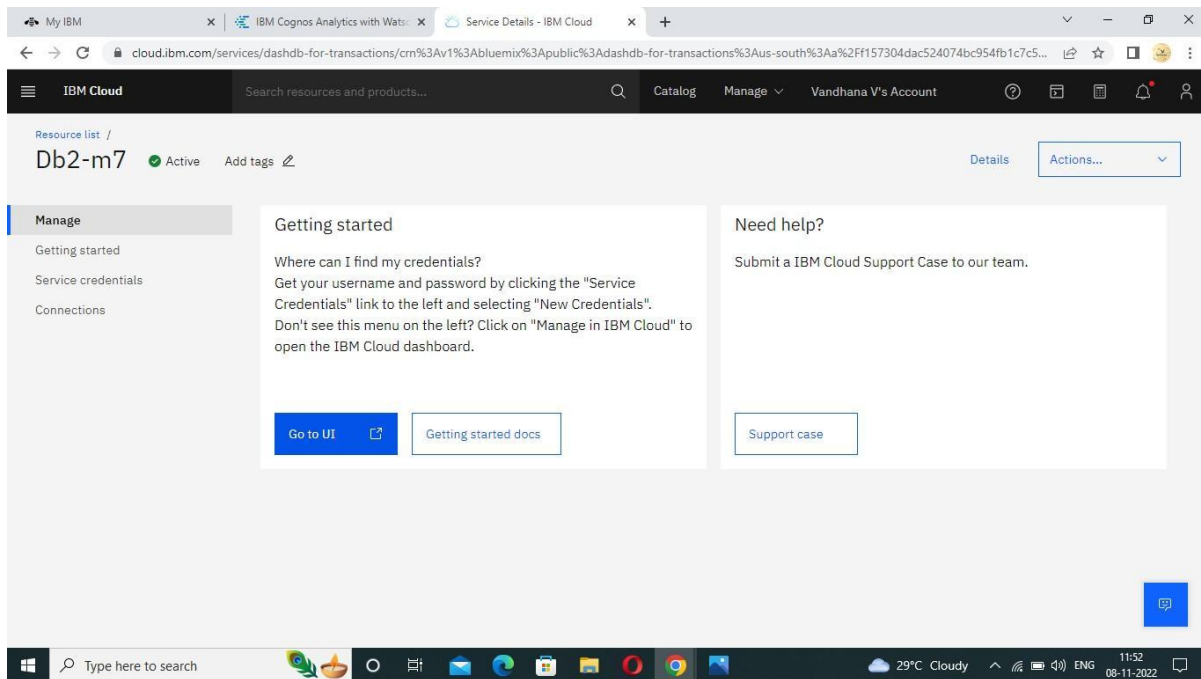 My IBM
IBM Cognos Analytics with Watso
Service Details - IBM Cloud
cloud.ibm.com/services/dashdb-for-transactions/crn%3Av1%3Abluemix%3Apublic%3Adashdb-for-transactions%3Aus-south%3Aa%2Ff157304dac524074bc954fb1c7c5...
IBM Cloud
Search resources and products...
Catalog
Manage
Vandhana V's Account
Resource list /
Db2-m7
Active
Add tags
Details
Actions...
Manage
Getting started
Service credentials
Connections
Getting started
Where can I find my credentials?
Get your username and password by clicking the "Service
Credentials" link to the left and selecting "New Credentials".
Don't see this menu on the left? Click on "Manage in IBM Cloud" to
open the IBM Cloud dashboard.
Go to UI
Getting started docs
Need help?
Submit a IBM Cloud Support Case to our team.
Support case
Type here to search
29°C Cloudy
ENG
11:52
08-11-2022